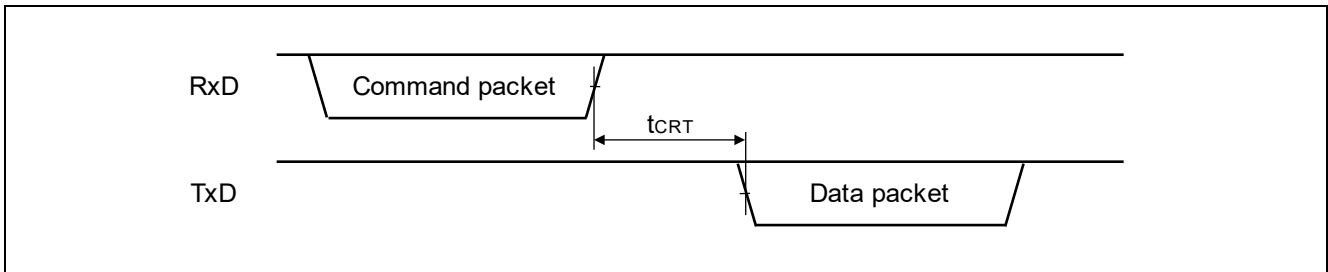 RxD
Command packet
tCRT
TxD
Data packet